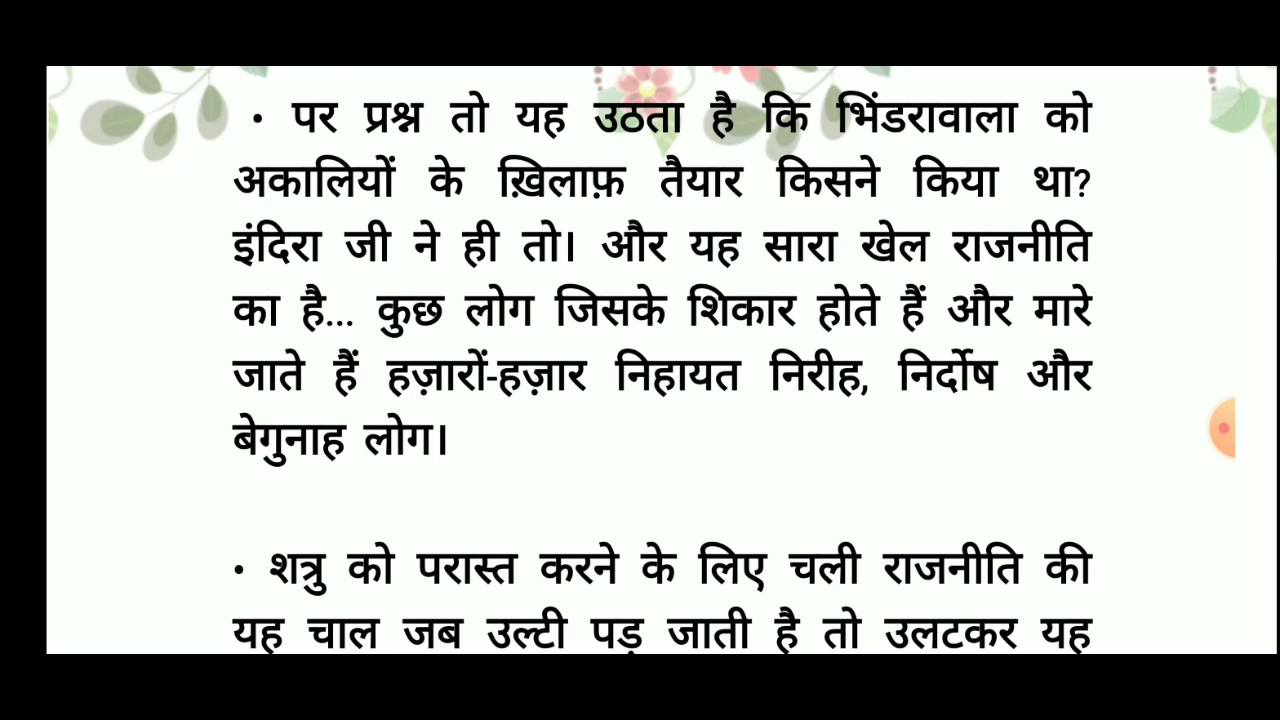 • पर प्रश्न तो यह उठता है कि भिंडरावाला को
अकालियों के ख़िलाफ़ तैयार किसने किया था?
इंदिरा जी ने ही तो। और यह सारा खेल राजनीति
का है... कुछ लोग जिसके शिकार होते हैं और मारे
जाते हैं हज़ारों-हज़ार निहायत निरीह, निर्दोष और
बेगुनाह लोग।
• शत्रु को परास्त करने के लिए चली राजनीति की
यह चाल जब उल्टी पड़ जाती है तो उलटकर यह